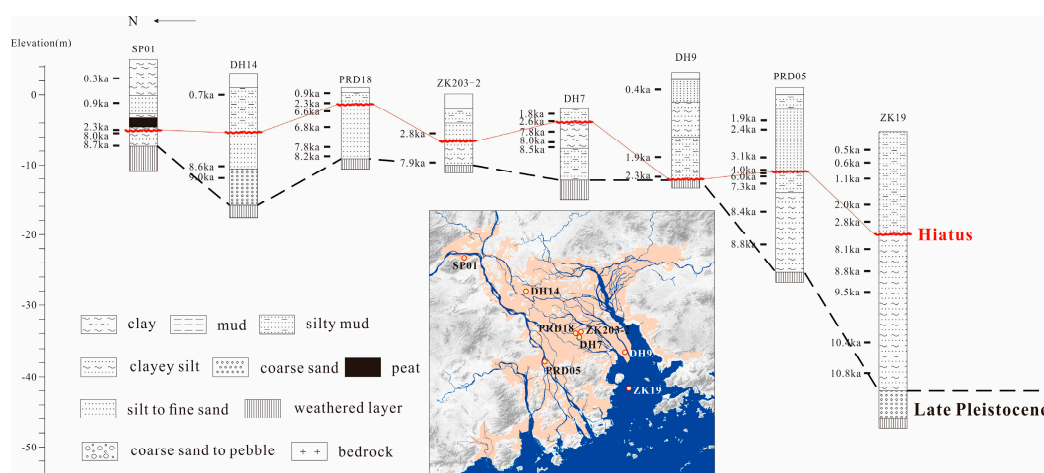 N
Elevation(m)
0
-10
-20
-30
-40
-50
SP01
0.3ka
0.9ka
2.3ka
8.0ka
8.7ka
DH14
0.7ka
8.6ka
9.0ka
PRD18
0.9ka
2.3ka
6.6ka
6.8ka
7.8ka
8.2ka
ZK203-2
2.8ka
7.9ka
DH7
1.8ka
2.6ka
7.8ka
8.0ka
8.5ka
DH9
0.4ka
1.9ka
2.3ka
PRD05
1.9ka
2.4ka
3.1ka
4.0ka
6.0ka
7.3ka
8.4ka
8.8ka
ZK19
0.5ka
0.6ka
1.1ka
2.0ka
2.8ka
8.1ka
8.8ka
9.5ka
10.4ka
10.8ka
Hiatus
Late Pleistocene
SP01
DH14
PRD18
ZK203-2
DH7
DH9
PRD05
ZK19
clay
mud
silty mud
clayey silt
coarse sand
peat
silt to fine sand
weathered layer
coarse sand to pebble
bedrock